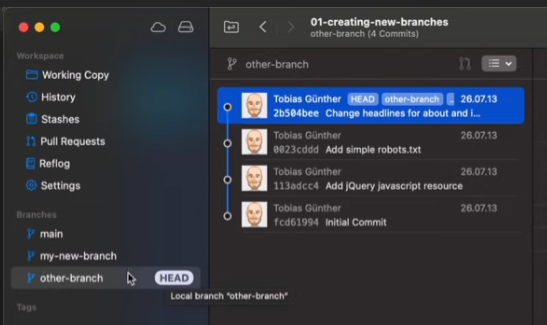 01-creating-new-branches
other-branch (4 Commits)
Workspace
Working Copy
History
Stashes
Pull Requests
Reflog
Settings
Branches
main
my-new-branch
other-branch HEAD
Local branch "other-branch"
Tags
other-branch
Tobias Günther HEAD other-branch 26.07.13
2b504bee Change headlines for about and i...
Tobias Günther 26.07.13
0023cddd Add simple robots.txt
Tobias Günther 26.07.13
113adcc4 Add jQuery javascript resource
Tobias Günther 26.07.13
fcd61994 Initial Commit